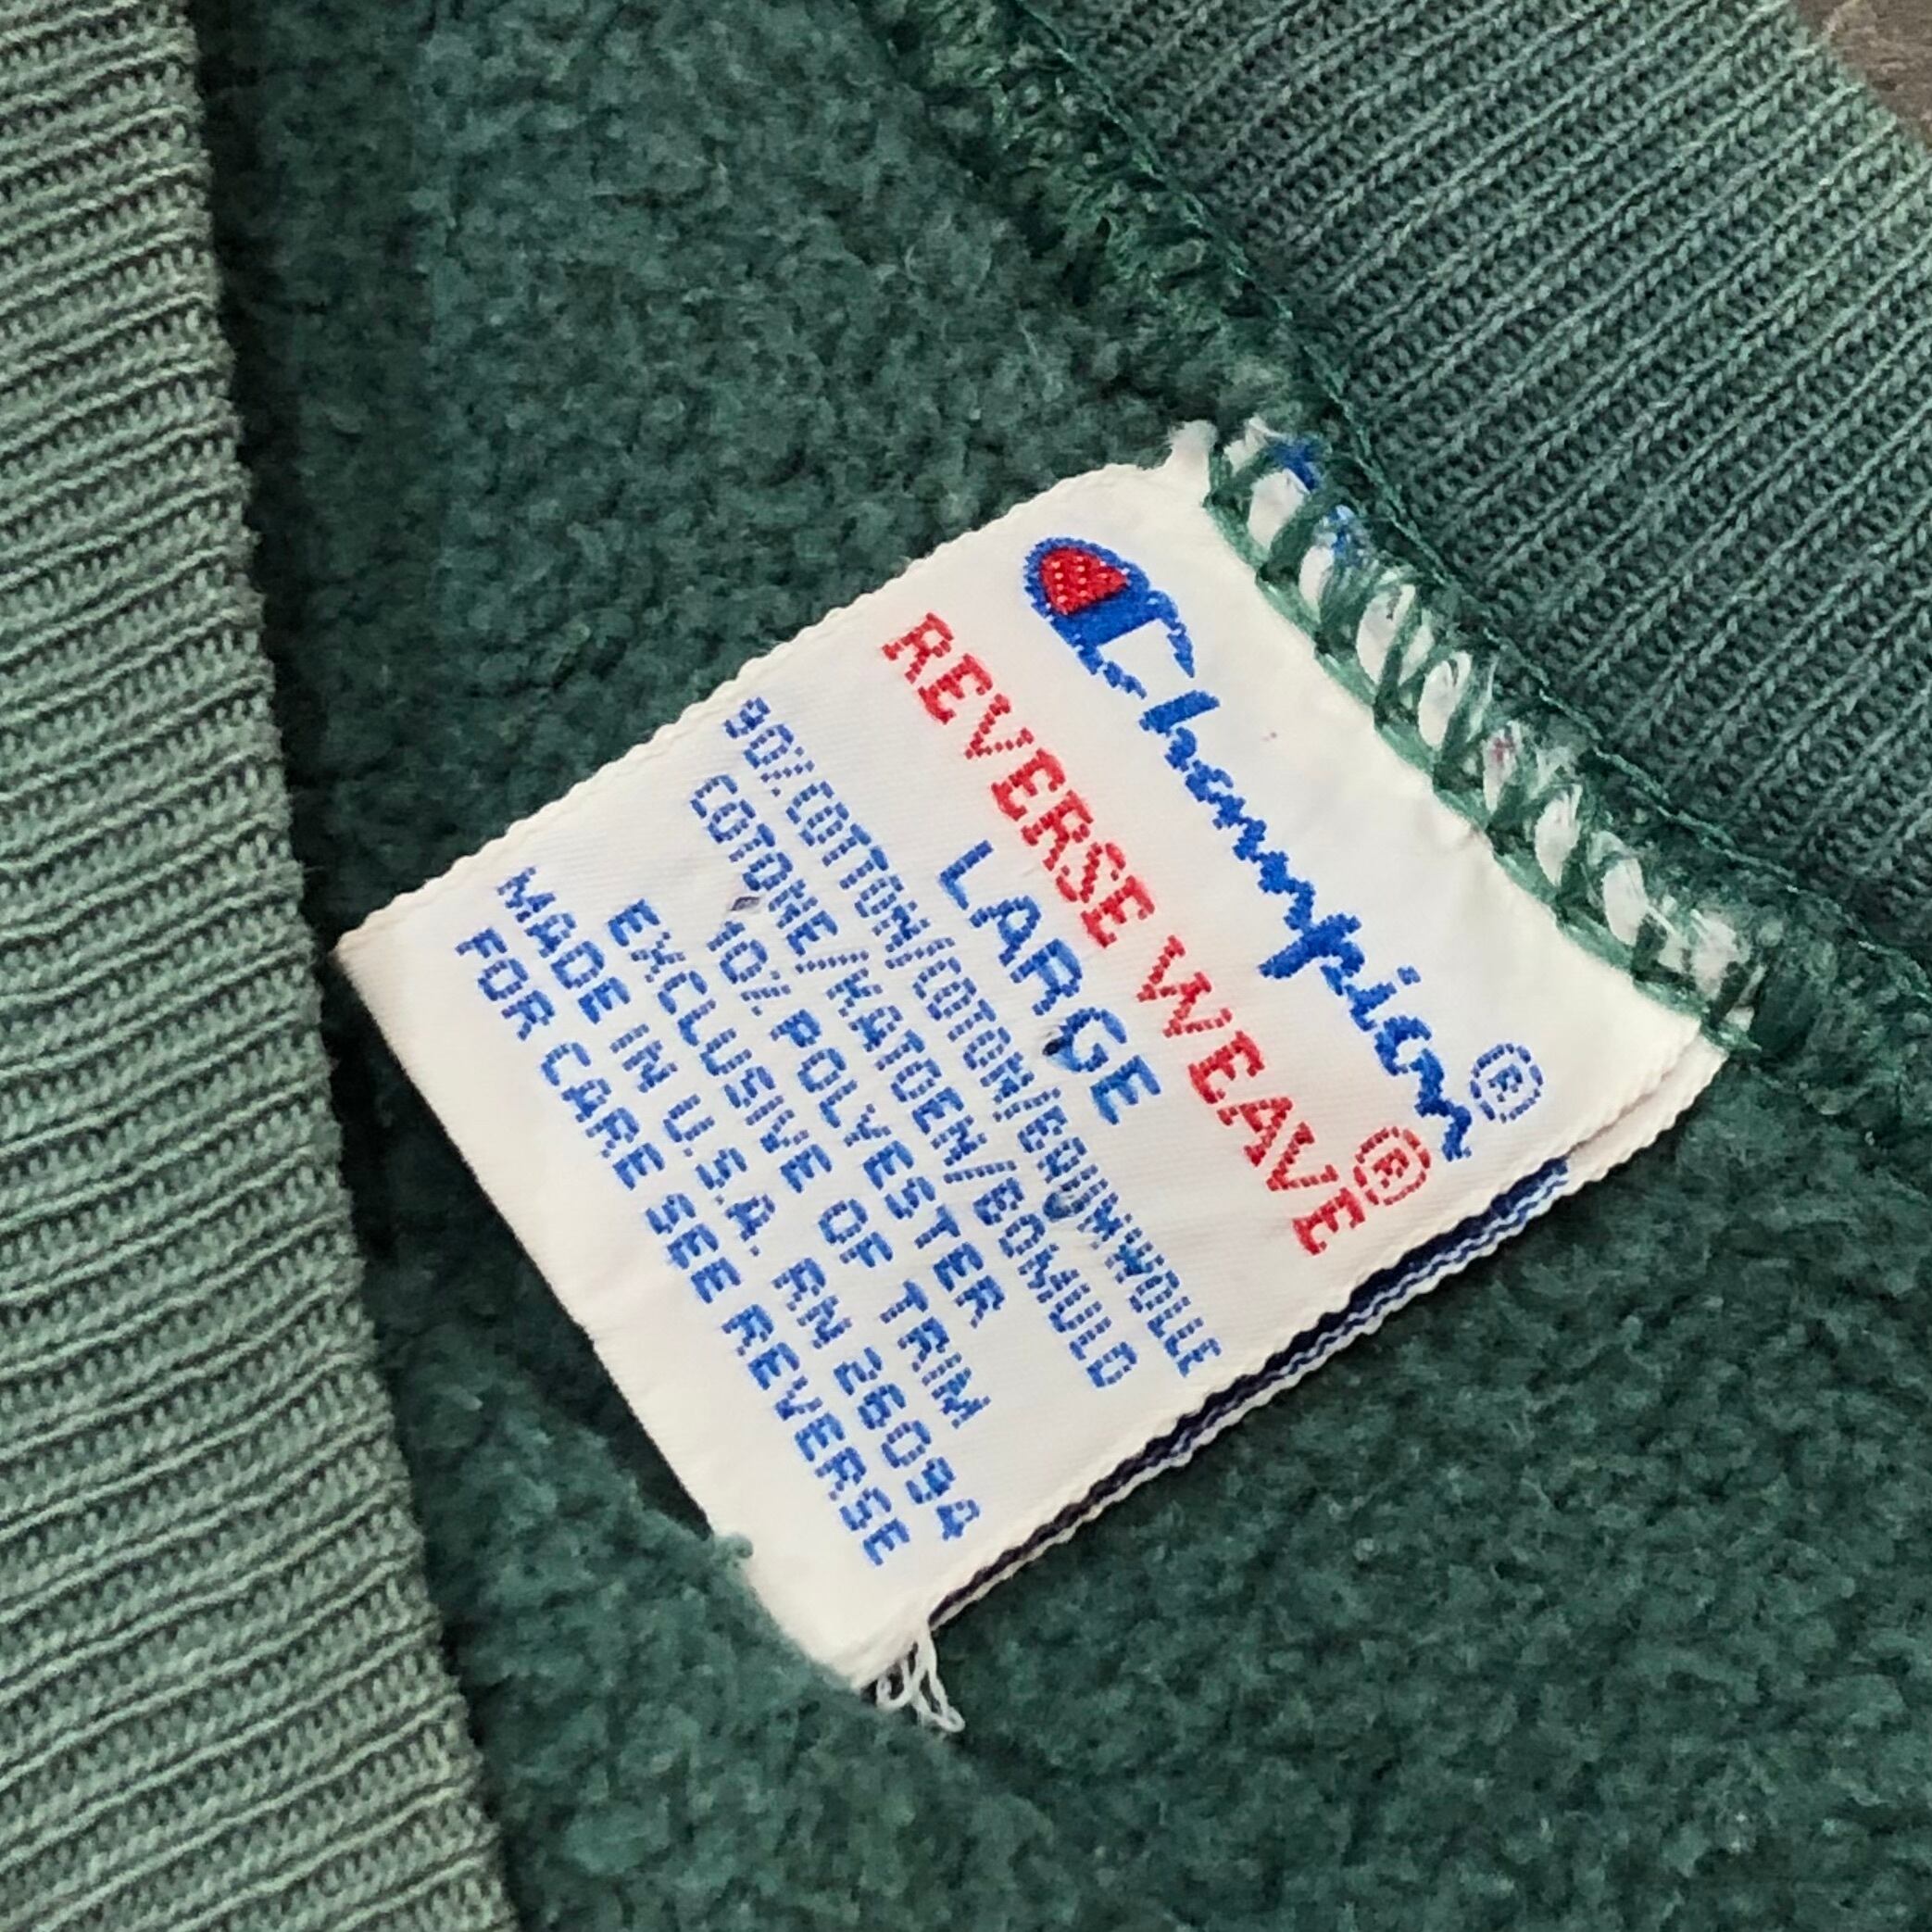 Champion®
REVERSE WEAVE®
LARGE
90% COTTON/COTON/BAUMWOLLE
COTONE/KATOEN/BOMULD
10% POLYESTER
EXCLUSIVE OF TRIM
MADE IN U.S.A. RN 26094
FOR CARE SEE REVERSE